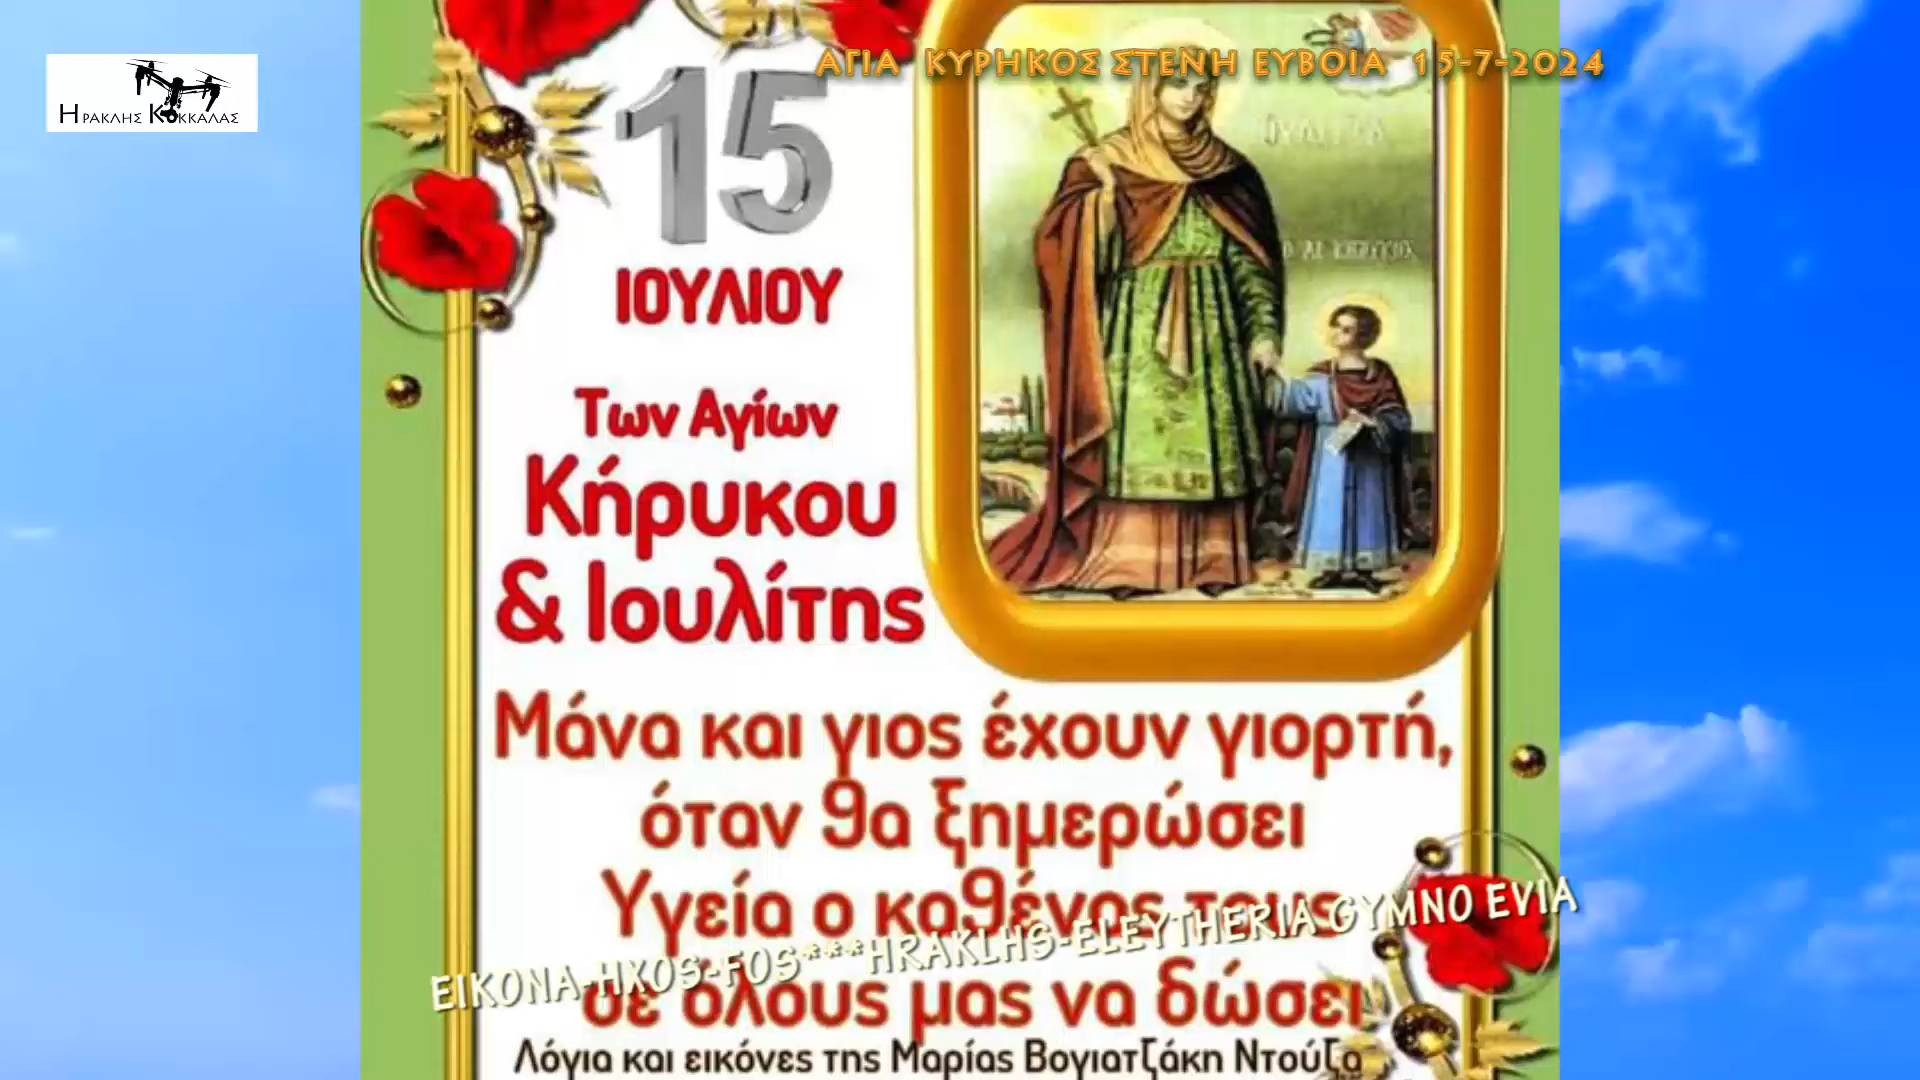 ΑΓΙΑ ΚΥΡΗΚΟΣ ΣΤΕΝΗ ΕΥΒΟΙΑ 15-7-2024
ΗΡΑΚΛΗΣ ΚΟΚΚΑΛΑΣ
15
ΙΟΥΛΙΟΥ
Των Αγίων
Κήρυκου
& Ιουλίτης
Μάνα και γιος έχουν γιορτή,
όταν θα ξημερώσει
Υγεία ο καθένας τους
σε όλους μας να δώσει
EIKONA-HXOS-FOS***HRAKLHS-ELEYTHERIA GYMNO EVIA
Λόγια και εικόνες της Μαρίας Βογιατζάκη Ντούζα